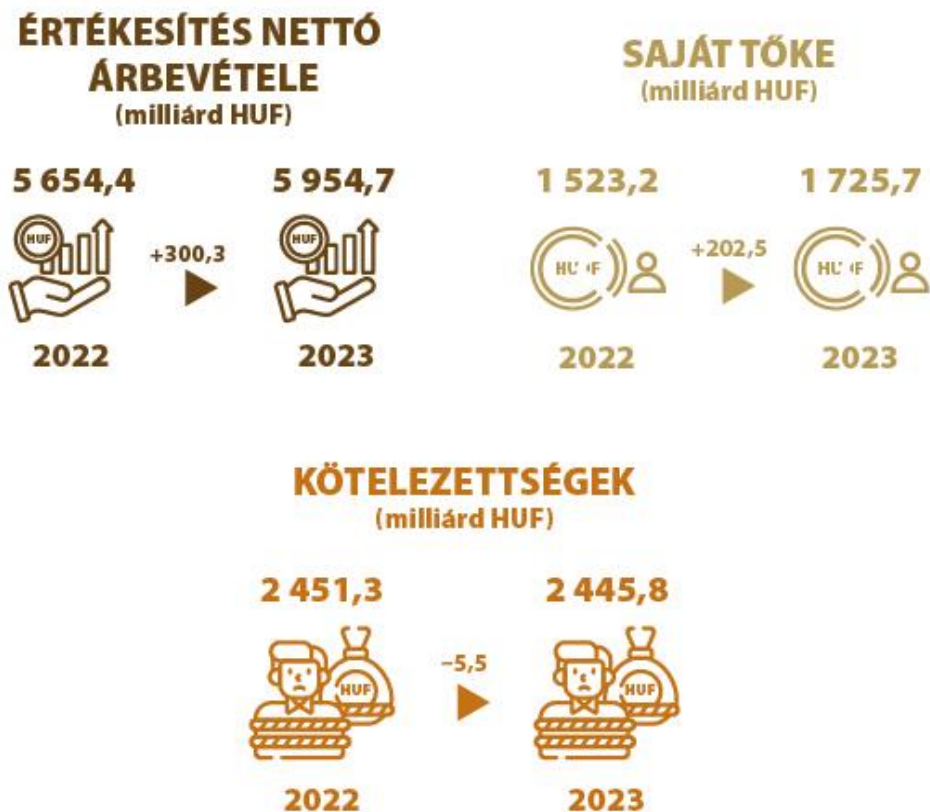 ÉRTÉKESÍTÉS NETTÓ
ÁRBEVÉTELE
(milliárd HUF)
5 654,4
5 954,7
HUF
+300,3
HUF
2022
2023
SAJÁT TŐKE
(milliárd HUF)
1 523,2
1 725,7
HUF
+202,5
HUF
2022
2023
KÖTELEZETTSÉGEK
(milliárd HUF)
2 451,3
2 445,8
HUF
−5,5
HUF
2022
2023